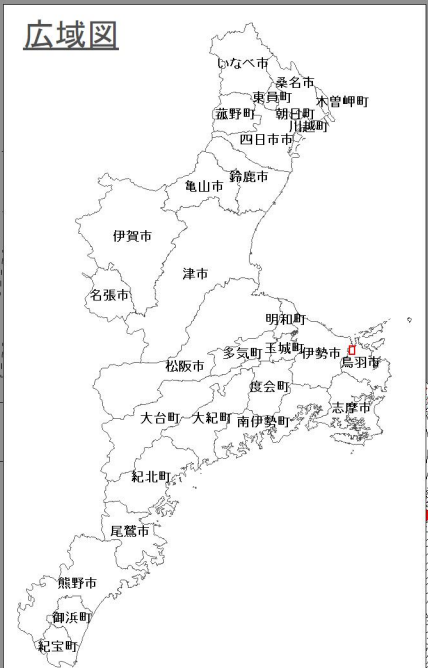 広域図
いなべ市
桑名市
東員町
木曽岬町
菰野町
朝日町
川越町
四日市市
鈴鹿市
亀山市
伊賀市
津市
名張市
明和町
玉城町
多気町
伊勢市
鳥羽市
松阪市
度会町
志摩市
大台町
大紀町
南伊勢町
紀北町
尾鷲市
熊野市
御浜町
紀宝町